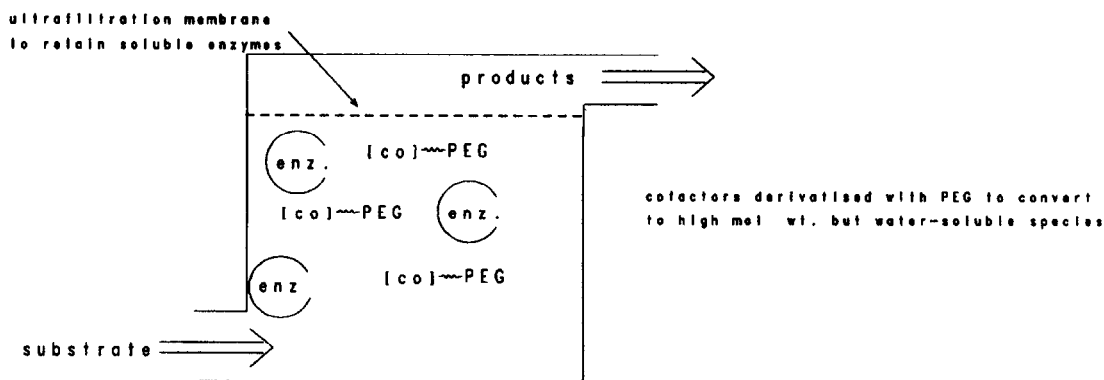 ultrafiltration membrane
to retain soluble enzymes
products
enz.
[co]~~PEG
[co]~~PEG
enz.
cofactors derivatised with PEG to convert
to high mol wt. but water-soluble species
enz
[co]~~PEG
substrate